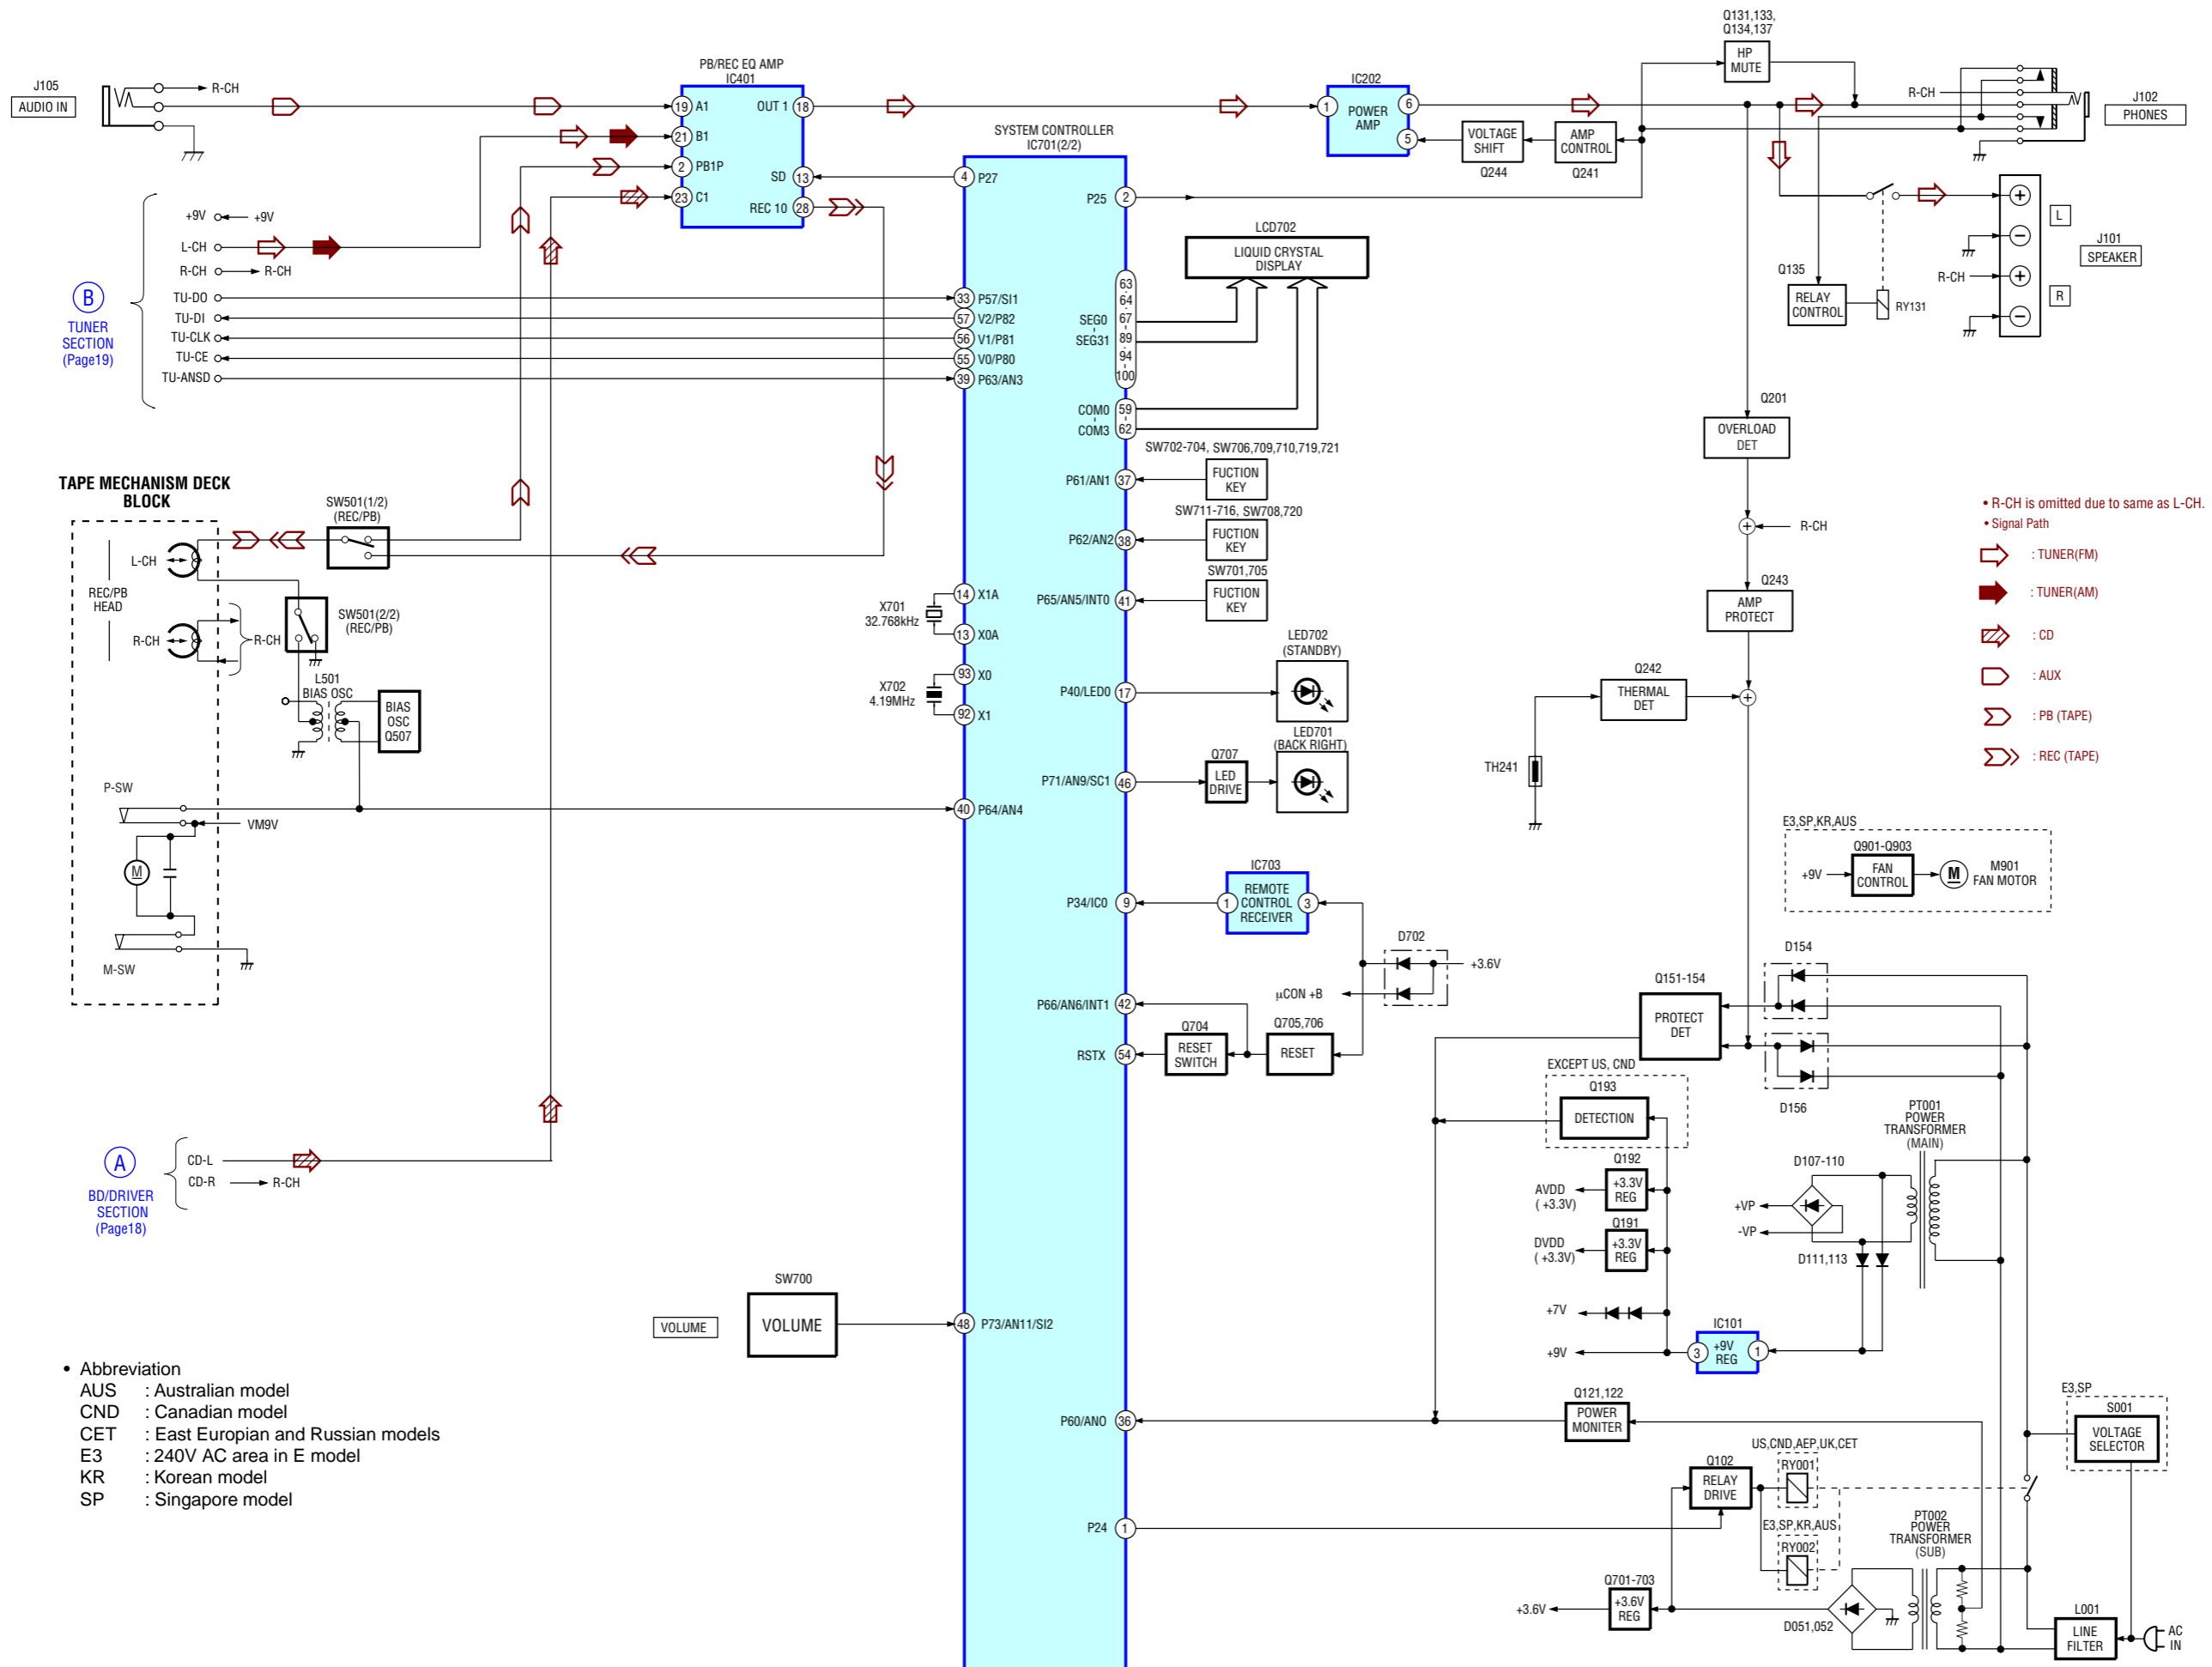 J105
AUDIO IN
R-CH
PB/REC EQ AMP
IC401
19 A1
OUT 1 18
21 B1
2 PB1P
SD 13
23 C1
REC 10 28
SYSTEM CONTROLLER
IC701(2/2)
4 P27
P25 2
IC202
1
POWER
AMP
6
5
VOLTAGE
SHIFT
Q244
AMP
CONTROL
Q241
Q131,133,
Q134,137
HP
MUTE
R-CH
J102
PHONES
L
J101
SPEAKER
R-CH
R
Q135
RELAY
CONTROL
RY131
+9V
+9V
L-CH
R-CH
R-CH
B
TUNER
SECTION
(Page19)
TU-DO
TU-DI
TU-CLK
TU-CE
TU-ANSD
33 P57/SI1
57 V2/P82
56 V1/P81
55 V0/P80
39 P63/AN3
LCD702
LIQUID CRYSTAL
DISPLAY
SEG0
SEG31
63
64
67
89
94
100
COM0
COM3
59
62
SW702-704, SW706,709,710,719,721
P61/AN1 37
FUCTION
KEY
SW711-716, SW708,720
P62/AN2 38
FUCTION
KEY
SW701,705
P65/AN5/INT0 41
FUCTION
KEY
Q201
OVERLOAD
DET
R-CH
Q243
AMP
PROTECT
Q242
THERMAL
DET
TH241
• R-CH is omitted due to same as L-CH.
• Signal Path
: TUNER(FM)
: TUNER(AM)
: CD
: AUX
: PB (TAPE)
: REC (TAPE)
TAPE MECHANISM DECK
BLOCK
SW501(1/2)
(REC/PB)
L-CH
REC/PB
HEAD
R-CH
R-CH
SW501(2/2)
(REC/PB)
L501
BIAS OSC
BIAS
OSC
Q507
P-SW
VM9V
M
M-SW
X701
32.768kHz
14 X1A
13 X0A
X702
4.19MHz
93 X0
92 X1
40 P64/AN4
LED702
(STANDBY)
P40/LED0 17
LED701
(BACK RIGHT)
Q707
LED
DRIVE
P71/AN9/SC1 46
IC703
P34/IC0 9
1
REMOTE
CONTROL
RECEIVER
3
D702
+3.6V
μCON +B
P66/AN6/INT1 42
Q704
RESET
SWITCH
Q705,706
RESET
RSTX 54
E3,SP,KR,AUS
Q901-Q903
+9V
FAN
CONTROL
M
M901
FAN MOTOR
D154
Q151-154
PROTECT
DET
D156
EXCEPT US, CND
Q193
DETECTION
Q192
AVDD
( +3.3V)
+3.3V
REG
Q191
DVDD
( +3.3V)
+3.3V
REG
+7V
+9V
IC101
3
+9V
REG
1
PT001
POWER
TRANSFORMER
(MAIN)
D107-110
+VP
-VP
D111,113
A
BD/DRIVER
SECTION
(Page18)
CD-L
CD-R
R-CH
SW700
VOLUME
VOLUME
48 P73/AN11/SI2
• Abbreviation
AUS : Australian model
CND : Canadian model
CET : East Europian and Russian models
E3 : 240V AC area in E model
KR : Korean model
SP : Singapore model
P60/ANO 36
Q121,122
POWER
MONITER
US,CND,AEP,UK,CET
Q102
RELAY
DRIVE
RY001
E3,SP,KR,AUS
RY002
P24 1
Q701-703
+3.6V
+3.6V
REG
D051,052
PT002
POWER
TRANSFORMER
(SUB)
E3,SP
S001
VOLTAGE
SELECTOR
L001
LINE
FILTER
AC
IN